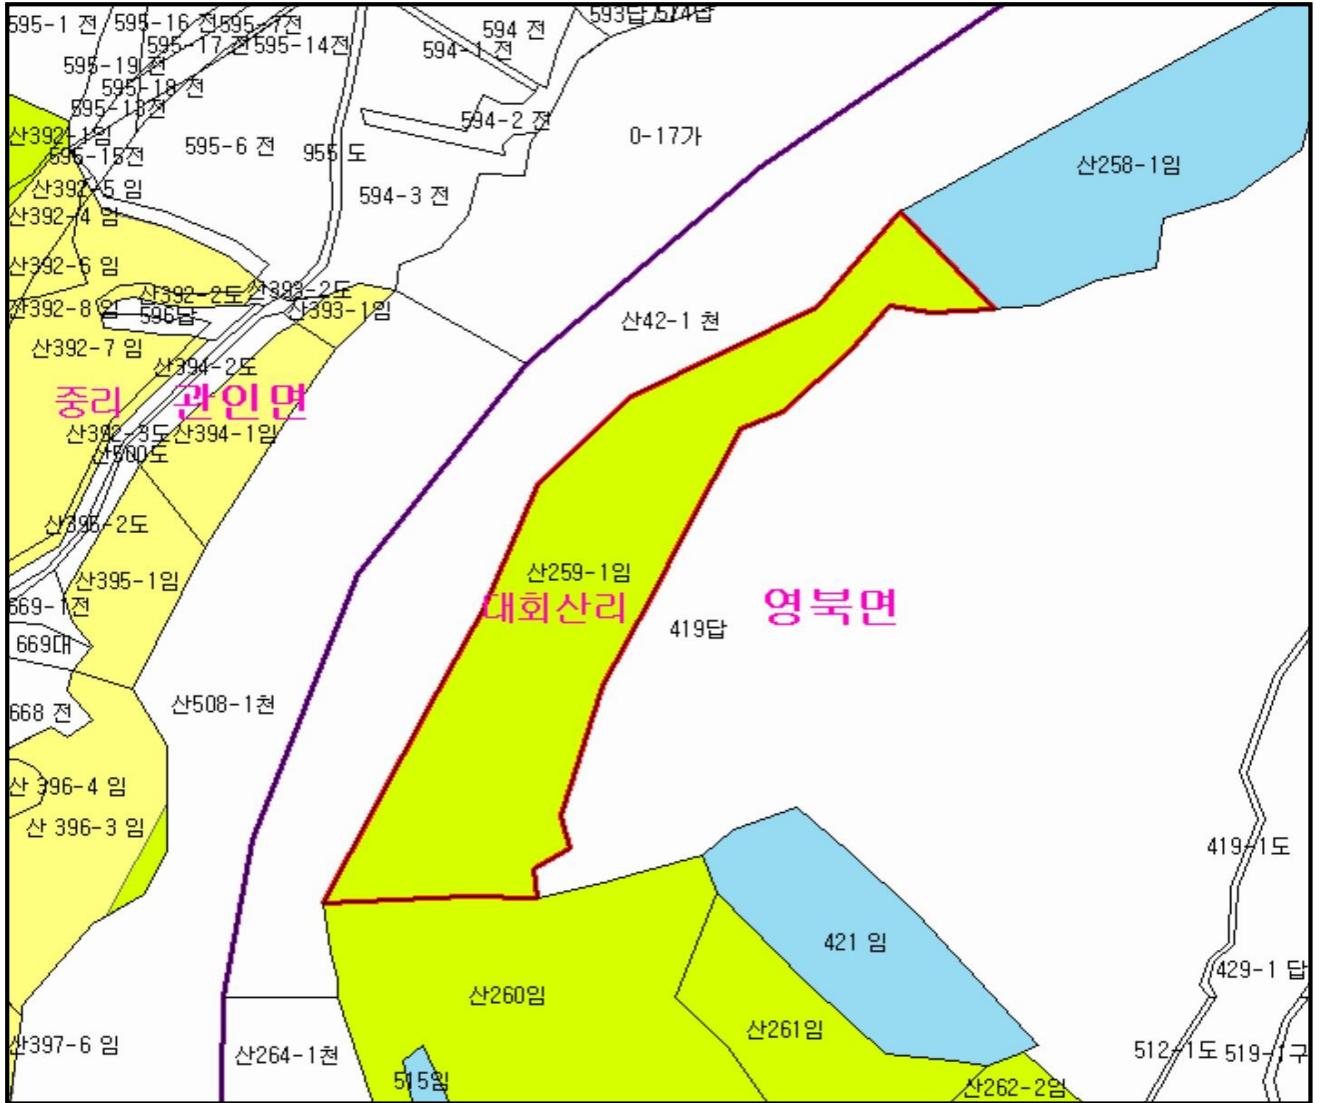 595-1 전
595-16 전
595-7전
594 전
593답
574답
595-17 전
595-14전
594-1 전
595-19 전
595-18 전
595-13전
594-2 전
산392-1임
595-6 전
955 도
0-17가
595-15전
산258-1임
산392-5 임
594-3 전
산392-4 임
산392-6 임
산392-2도
산393-2도
산392-8 임
596답
산393-1임
산42-1 천
산392-7 임
산394-2도
중리
관인면
산392-3도
산394-1임
산500도
산395-2도
산259-1임
산395-1임
669-1전
대회산리
영북면
419답
669대
산508-1천
668 전
산 396-4 임
산 396-3 임
419-1도
421 임
429-1 답
산260임
산261임
산397-6 임
산264-1천
512-1도
519-1구
515임
산262-2임